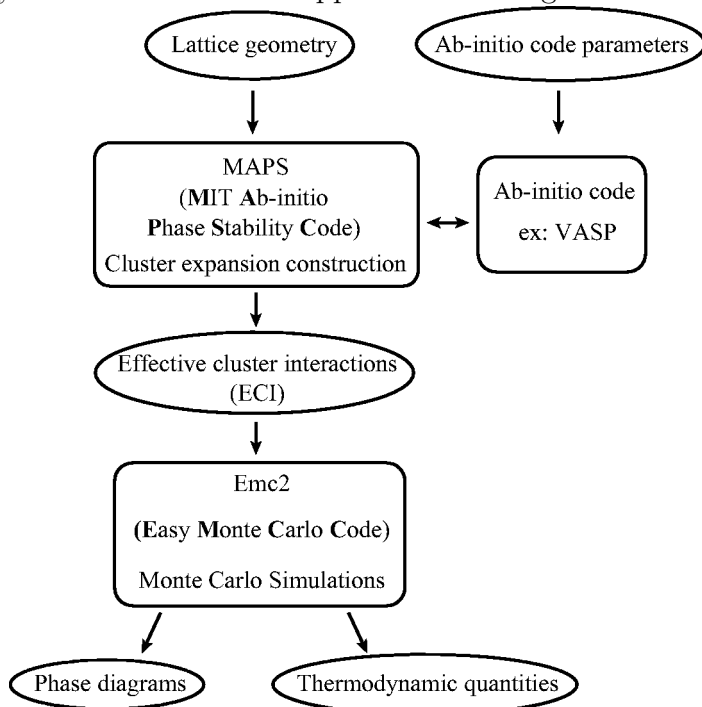 Lattice geometry
Ab-initio code parameters
MAPS
(MIT Ab-initio
Phase Stability Code)
Cluster expansion construction
Ab-initio code
ex: VASP
Effective cluster interactions
(ECI)
Emc2
(Easy Monte Carlo Code)
Monte Carlo Simulations
Phase diagrams
Thermodynamic quantities